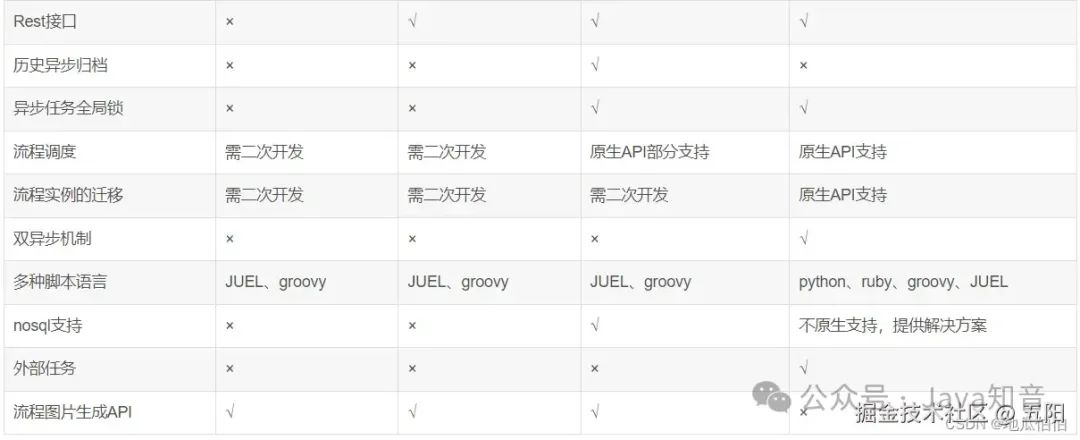 Rest接口 × √ √ √
历史异步归档 × × √ ×
异步任务全局锁 × × √ √
流程调度 需二次开发 需二次开发 原生API部分支持 原生API支持
流程实例的迁移 需二次开发 需二次开发 需二次开发 原生API支持
双异步机制 × × × √
多种脚本语言 JUEL、groovy JUEL、groovy JUEL、groovy python、ruby、groovy、JUEL
nosql支持 × × √ 不原生支持，提供解决方案
外部任务 × × × √
流程图片生成API √ √ √ ×
公众号 · Java知音
掘金技术社区 @ 五阳
CSDN @地瓜伯伯